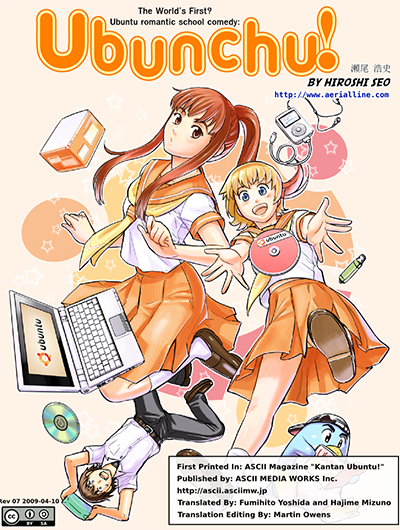 The World's First?
Ubuntu romantic school comedy:
Ubunchu!
瀬尾 浩史
BY HIROSHI SEO
http://www.aerialline.com
ubuntu
ubuntu
First Printed In: ASCII Magazine "Kantan Ubuntu!"
Published by: ASCII MEDIA WORKS Inc.
http://ascii.asciimw.jp
Translated By: Fumihito Yoshida and Hajime Mizuno
Translation Editing By: Martin Owens
Rev 07 2009-04-10
cc
BY SA